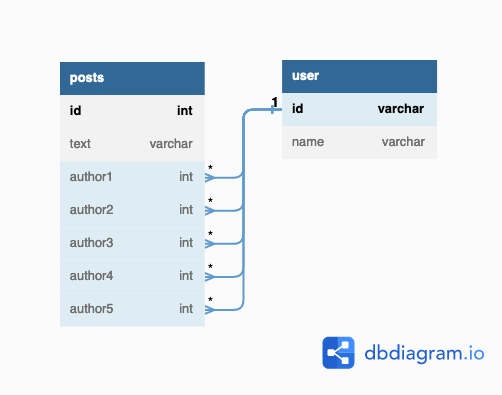 posts
id int
text varchar
author1 int
author2 int
author3 int
author4 int
author5 int
*
*
*
*
*
1
user
id varchar
name varchar
dbdiagram.io